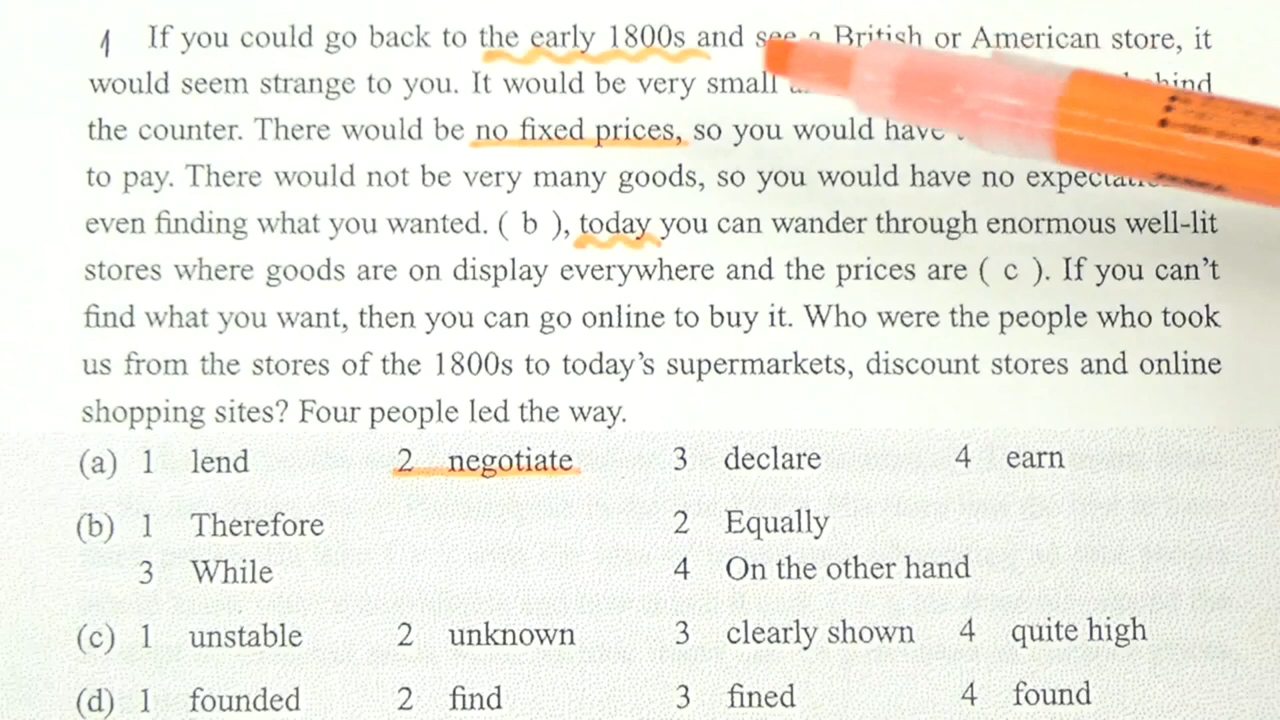 1 If you could go back to the early 1800s and see a British or American store, it
would seem strange to you. It would be very small behind
the counter. There would be no fixed prices, so you would have
to pay. There would not be very many goods, so you would have no
even finding what you wanted. ( b ), today you can wander through enormous well-lit
stores where goods are on display everywhere and the prices are ( c ). If you can't
find what you want, then you can go online to buy it. Who were the people who took
us from the stores of the 1800s to today's supermarkets, discount stores and online
shopping sites? Four people led the way.
(a) 1 lend 2 negotiate 3 declare 4 earn
(b) 1 Therefore 2 Equally
3 While 4 On the other hand
(c) 1 unstable 2 unknown 3 clearly shown 4 quite high
(d) 1 founded 2 find 3 fined 4 found